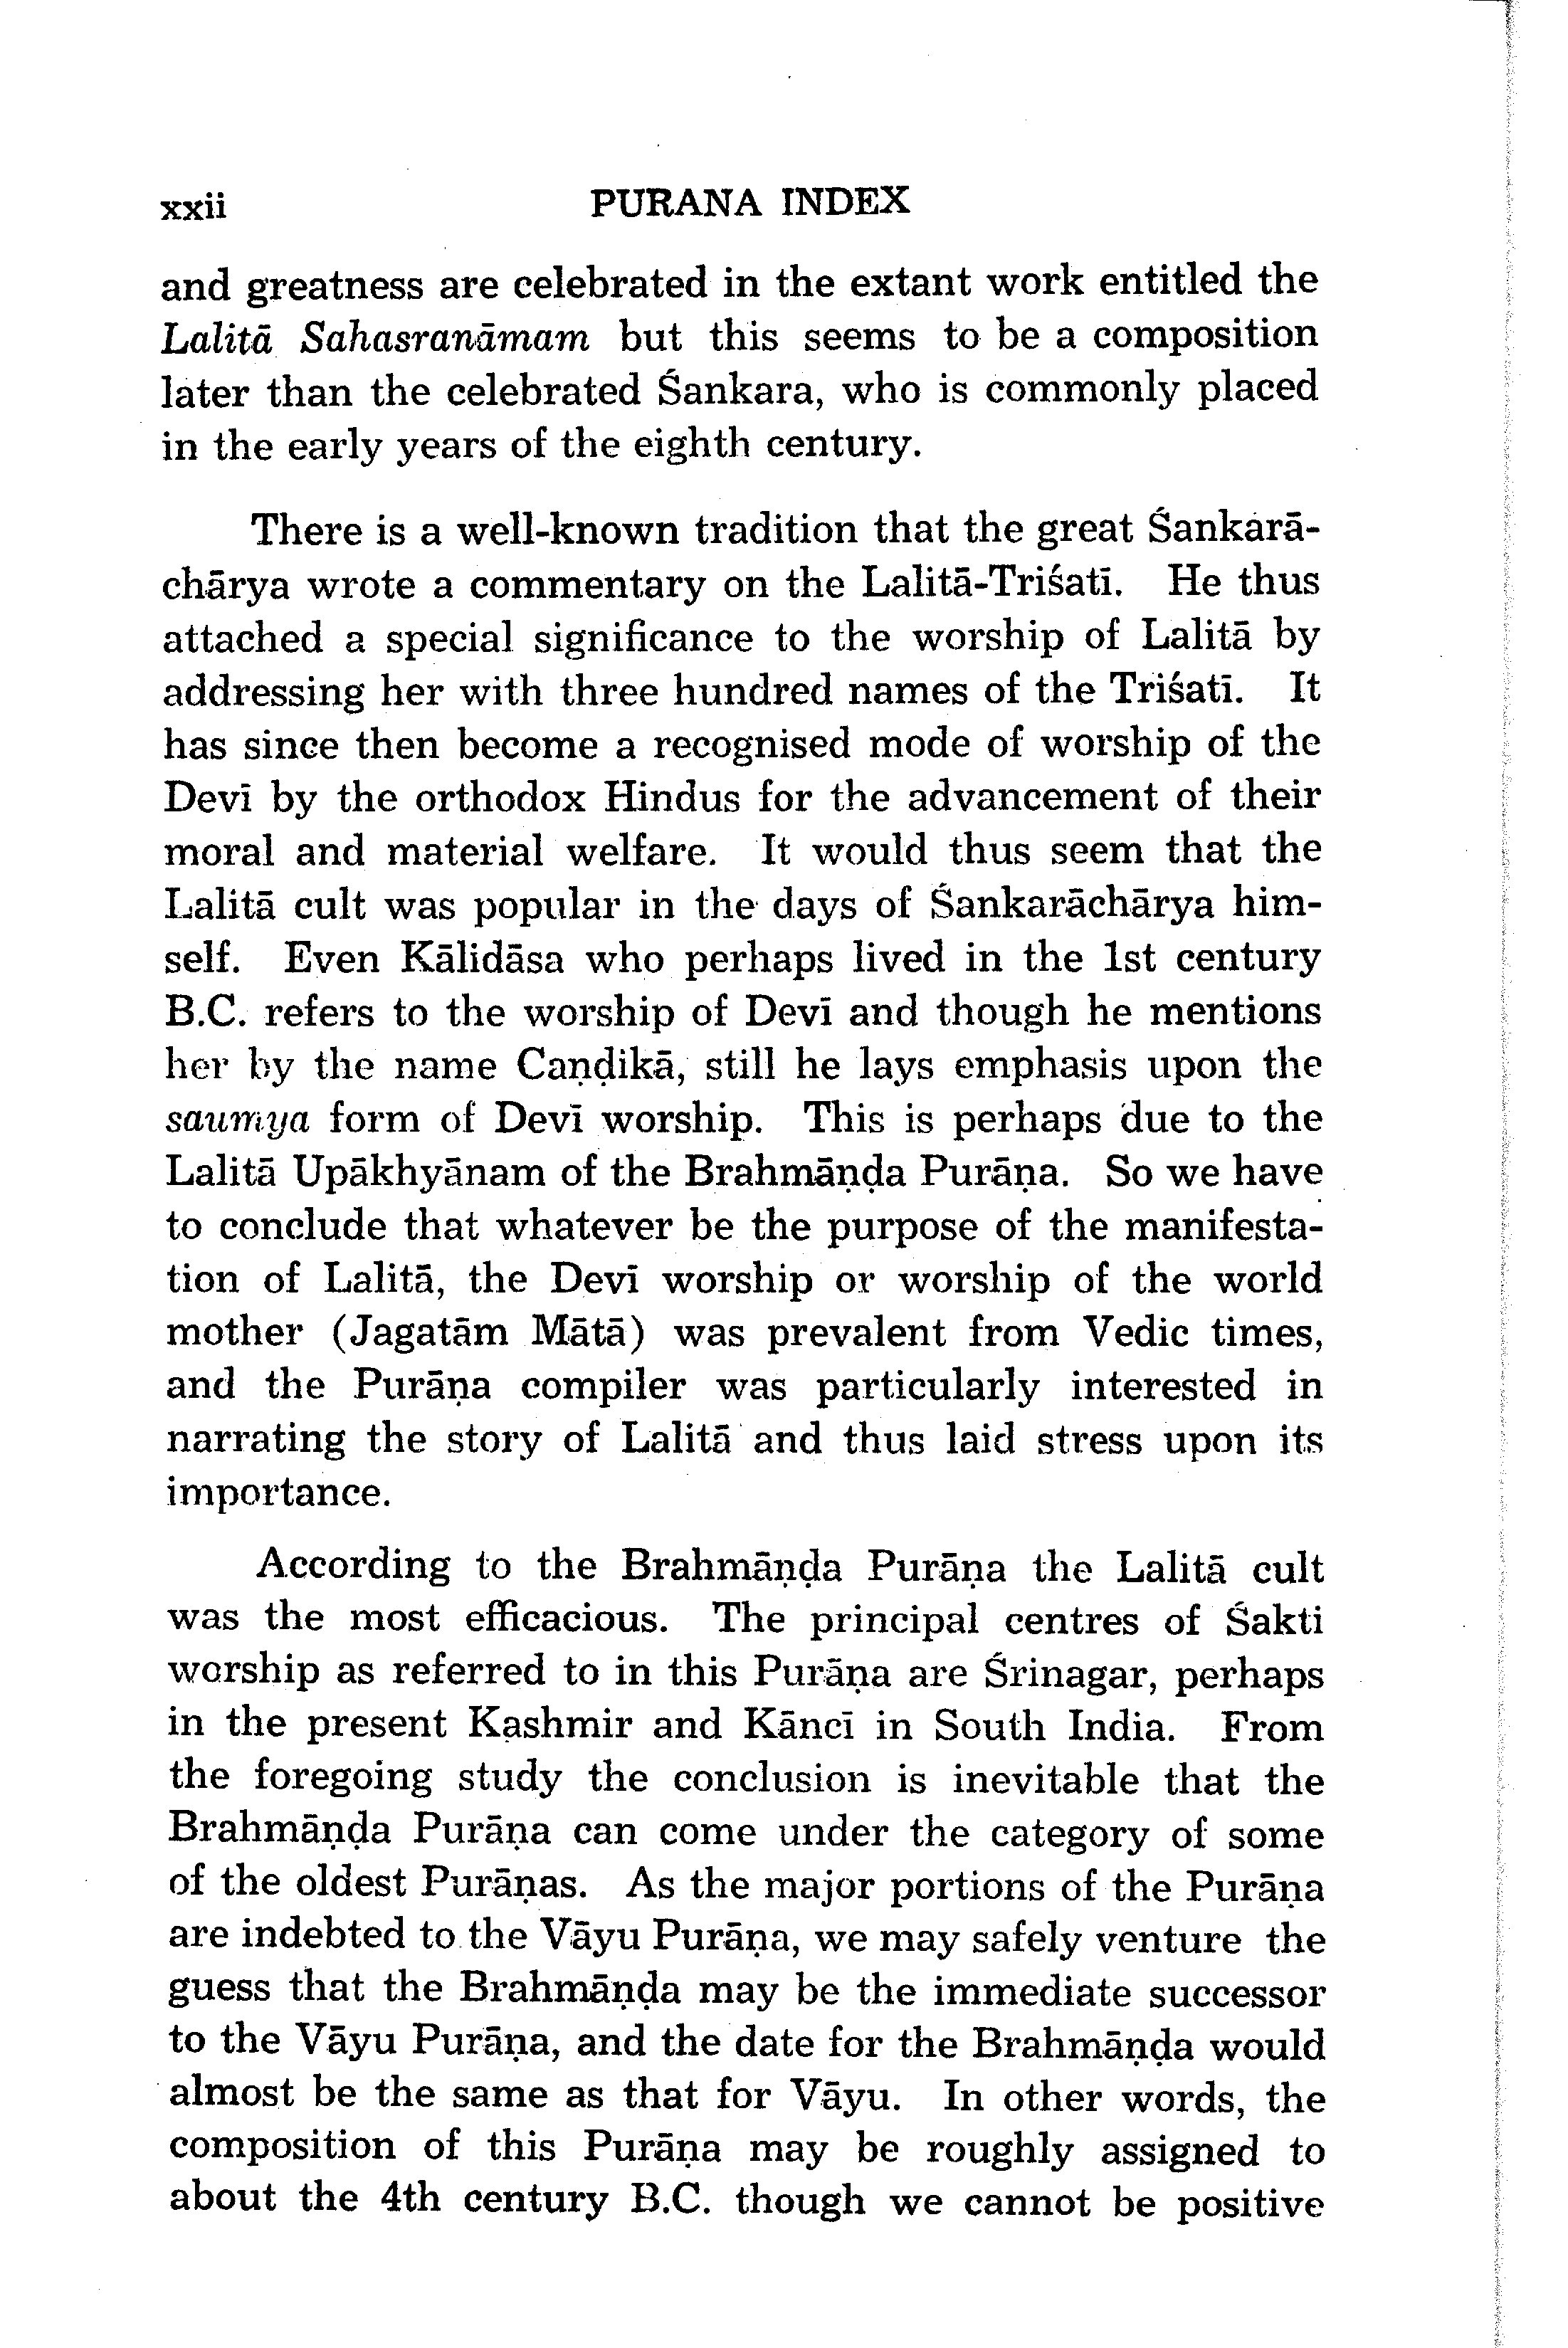 xxii PURANA INDEX
and greatness are celebrated in the extant work entitled the
Lalitā Sahasranāmam but this seems to be a composition
later than the celebrated Śankara, who is commonly placed
in the early years of the eighth century.
There is a well-known tradition that the great Śankarā-
chārya wrote a commentary on the Lalitā-Triśatī. He thus
attached a special significance to the worship of Lalitā by
addressing her with three hundred names of the Triśatī. It
has since then become a recognised mode of worship of the
Devī by the orthodox Hindus for the advancement of their
moral and material welfare. It would thus seem that the
Lalitā cult was popular in the days of Śankarāchārya him-
self. Even Kālidāsa who perhaps lived in the 1st century
B.C. refers to the worship of Devī and though he mentions
her by the name Caṇḍikā, still he lays emphasis upon the
saumya form of Devī worship. This is perhaps due to the
Lalitā Upākhyānam of the Brahmāṇḍa Purāṇa. So we have
to conclude that whatever be the purpose of the manifesta-
tion of Lalitā, the Devī worship or worship of the world
mother (Jagatām Mātā) was prevalent from Vedic times,
and the Purāṇa compiler was particularly interested in
narrating the story of Lalitā and thus laid stress upon its
importance.
According to the Brahmāṇḍa Purāṇa the Lalitā cult
was the most efficacious. The principal centres of Śakti
worship as referred to in this Purāṇa are Śrinagar, perhaps
in the present Kashmir and Kāncī in South India. From
the foregoing study the conclusion is inevitable that the
Brahmāṇḍa Purāṇa can come under the category of some
of the oldest Purāṇas. As the major portions of the Purāṇa
are indebted to the Vāyu Purāṇa, we may safely venture the
guess that the Brahmāṇḍa may be the immediate successor
to the Vāyu Purāṇa, and the date for the Brahmāṇḍa would
almost be the same as that for Vāyu. In other words, the
composition of this Purāṇa may be roughly assigned to
about the 4th century B.C. though we cannot be positive